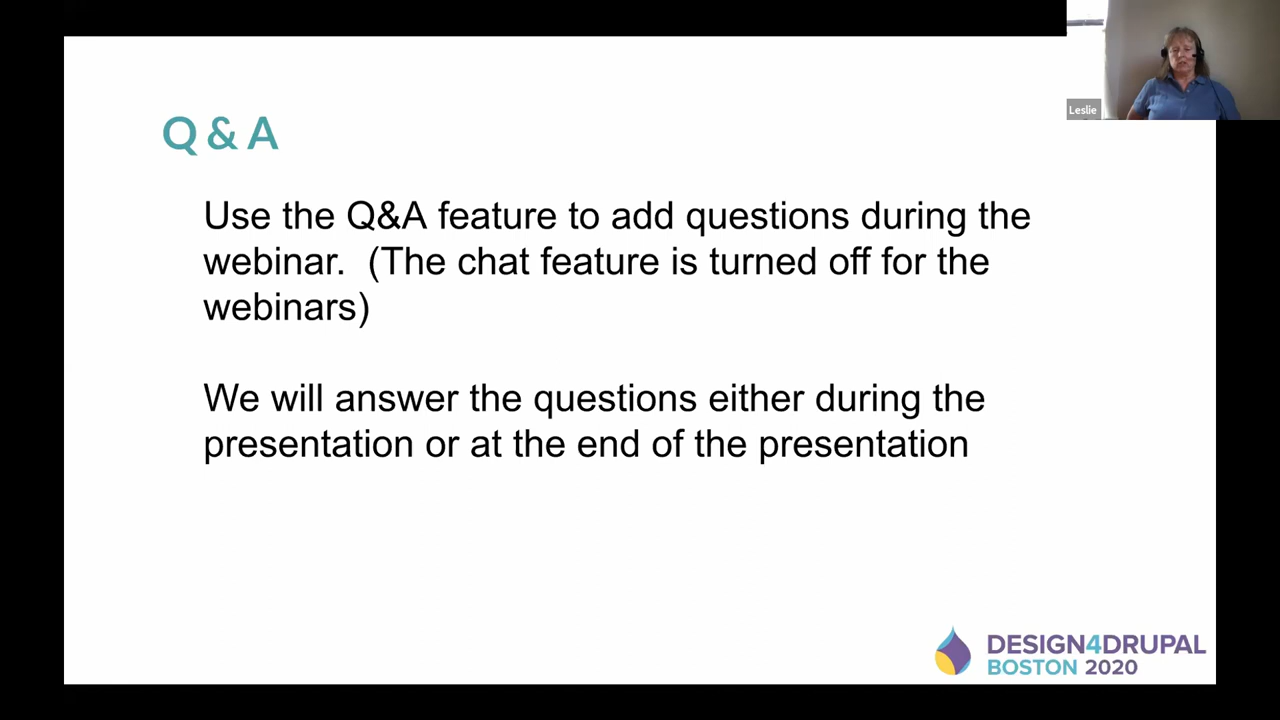 Leslie
Q & A
Use the Q&A feature to add questions during the
webinar.  (The chat feature is turned off for the
webinars)
We will answer the questions either during the
presentation or at the end of the presentation
DESIGN4DRUPAL
BOSTON 2020